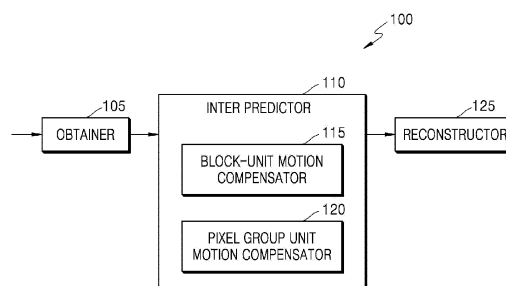 100
105
OBTAINER
110
INTER PREDICTOR
115
BLOCK-UNIT MOTION
COMPENSATOR
120
PIXEL GROUP UNIT
MOTION COMPENSATOR
125
RECONSTRUCTOR